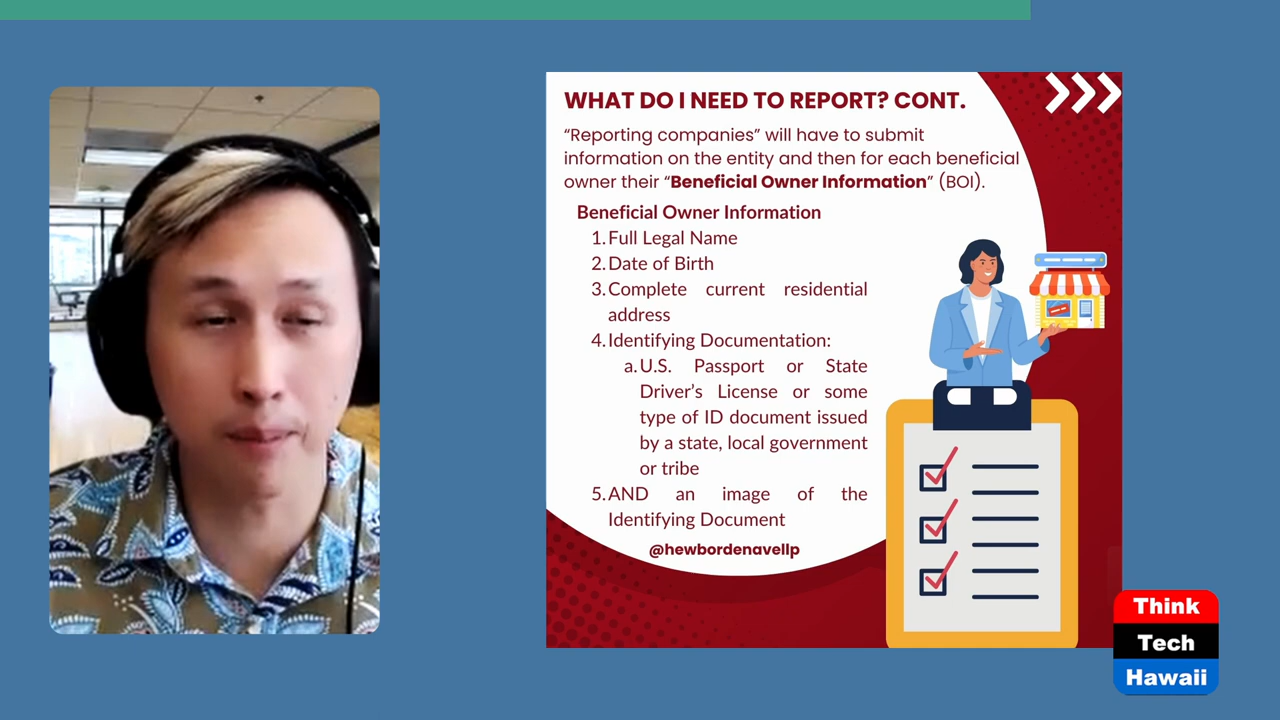 WHAT DO I NEED TO REPORT? CONT.
“Reporting companies” will have to submit
information on the entity and then for each beneficial
owner their “Beneficial Owner Information” (BOI).
Beneficial Owner Information
1. Full Legal Name
2. Date of Birth
3. Complete current residential
address
4. Identifying Documentation:
a. U.S. Passport or State
Driver’s License or some
type of ID document issued
by a state, local government
or tribe
5. AND an image of the
Identifying Document
@hewbordenavellp
Think
Tech
Hawaii